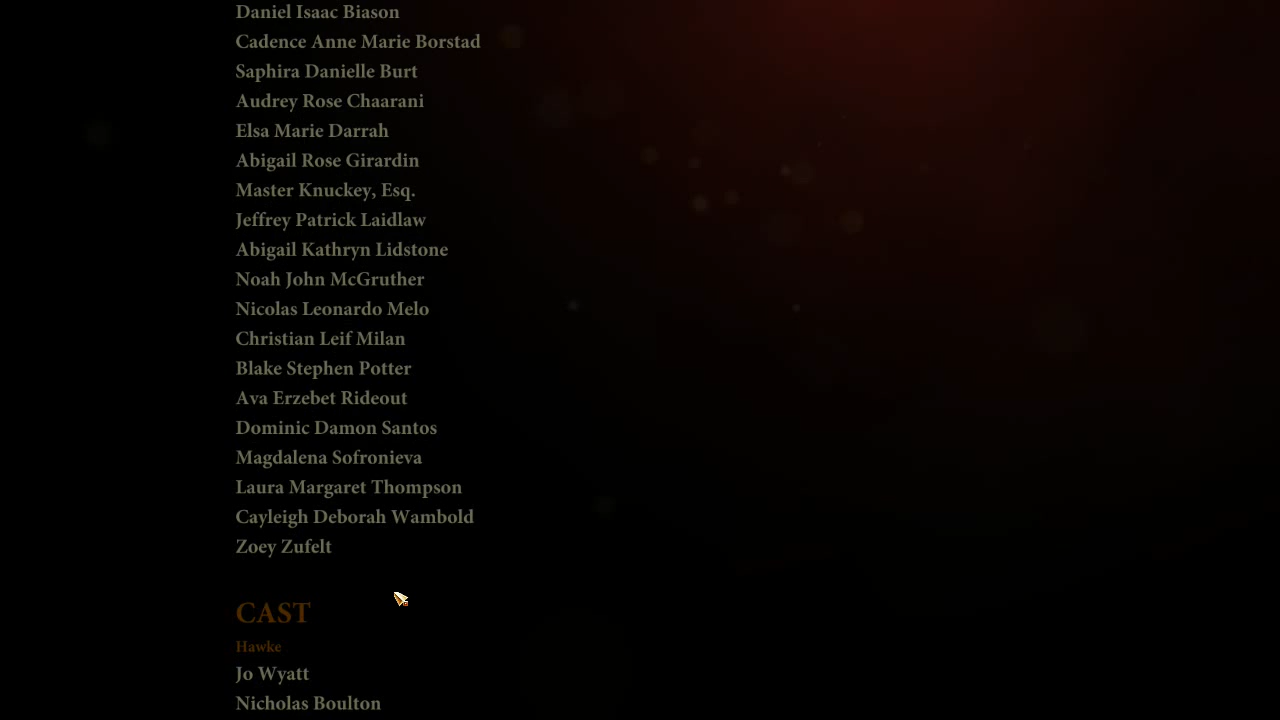 Daniel Isaac Biason
Cadence Anne Marie Borstad
Saphira Danielle Burt
Audrey Rose Chaarani
Elsa Marie Darrah
Abigail Rose Girardin
Master Knuckey, Esq.
Jeffrey Patrick Laidlaw
Abigail Kathryn Lidstone
Noah John McGruther
Nicolas Leonardo Melo
Christian Leif Milan
Blake Stephen Potter
Ava Erzebet Rideout
Dominic Damon Santos
Magdalena Sofronieva
Laura Margaret Thompson
Cayleigh Deborah Wambold
Zoey Zufelt
CAST
Hawke
Jo Wyatt
Nicholas Boulton